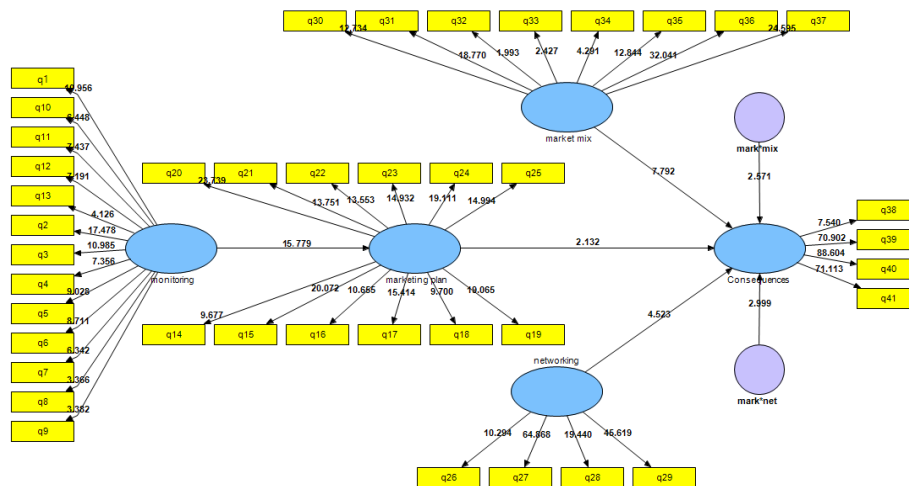 q30 q31 q32 q33 q34 q35 q36 q37
12.734 18.770 1.993 2.427 4.291 12.844 32.041 24.595
market mix
mark*mix
7.792
2.571
q1
q10
q11
q12
q13
q2
q3
q4
q5
q6
q7
q8
q9
10.956
6.448
7.437
7.191
4.126
17.478
10.985
7.356
9.028
8.711
6.342
3.366
3.382
monitoring
15.779
q20 q21 q22 q23 q24 q25
23.739 13.751 13.553 14.932 19.111 14.994
marketing plan
2.132
9.677 20.072 10.655 15.414 9.700 19.065
q14 q15 q16 q17 q18 q19
Consequences
7.540
70.902
88.604
71.113
q38
q39
q40
q41
4.523
2.999
mark*net
networking
10.294 64.868 19.440 45.619
q26 q27 q28 q29